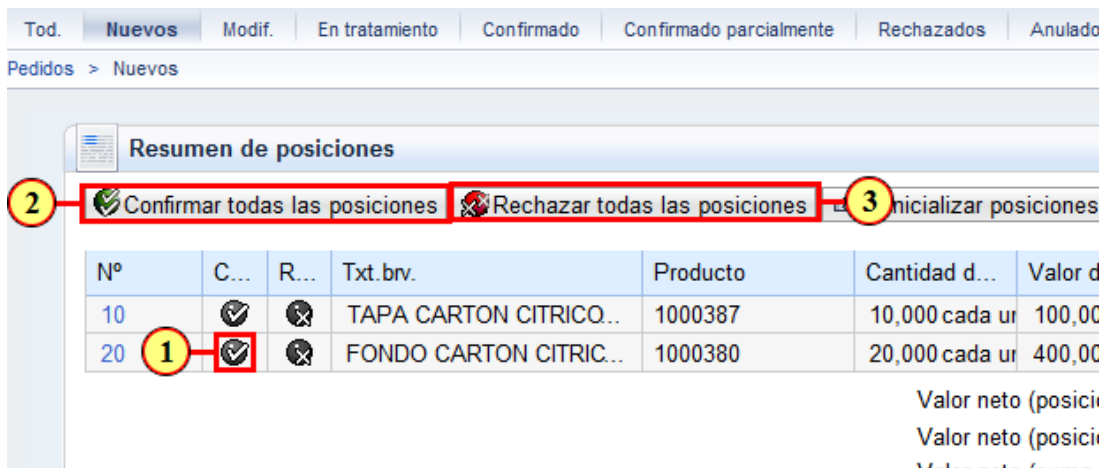 Tod. Nuevos Modif. En tratamiento Confirmado Confirmado parcialmente Rechazados Anulado
Pedidos > Nuevos
Resumen de posiciones
2 Confirmar todas las posiciones Rechazar todas las posiciones 3 nicializar posiciones
Nº C... R... Txt.brv. Producto Cantidad d... Valor d
10 TAPA CARTON CITRICO... 1000387 10,000 cada un 100,00
20 1 FONDO CARTON CITRIC... 1000380 20,000 cada un 400,00
Valor neto (posicio
Valor neto (posicio